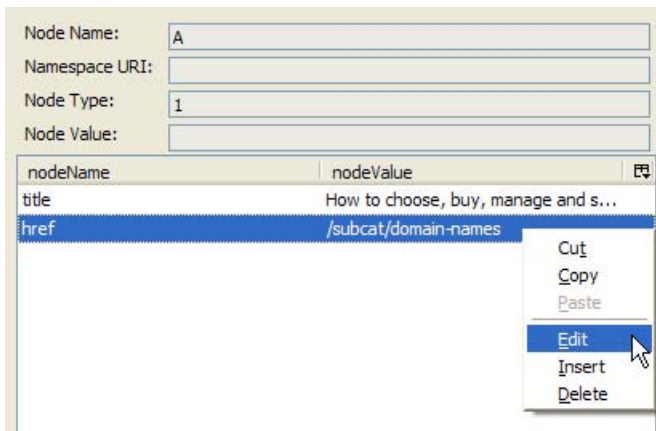 Node Name: A
Namespace URI:
Node Type: 1
Node Value:
nodeName nodeValue
title How to choose, buy, manage and s...
href /subcat/domain-names
Cut
Copy
Paste
Edit
Insert
Delete